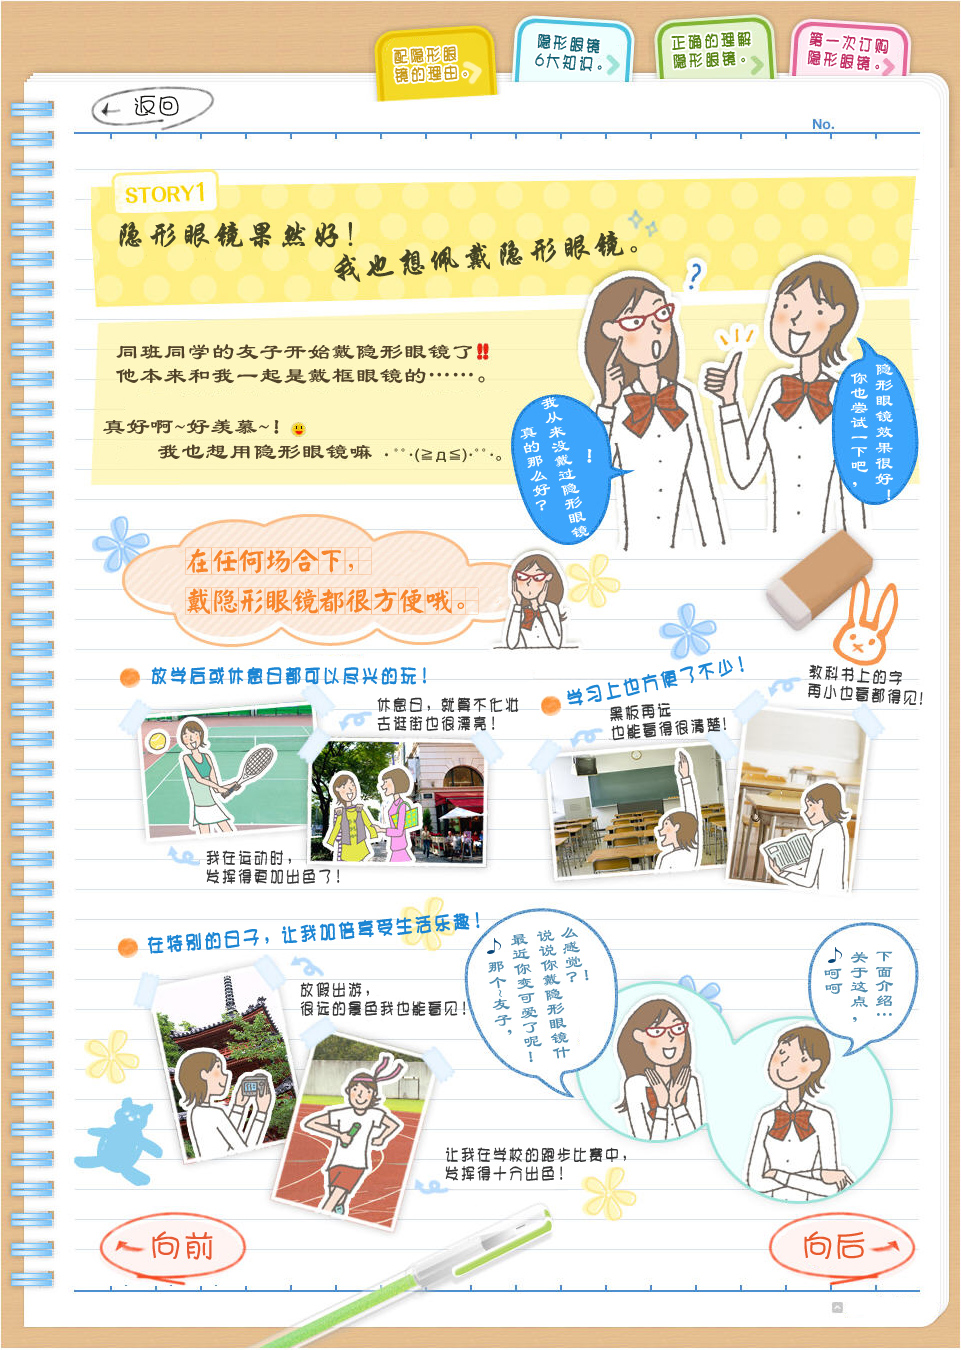 配隐形眼
镜的理由。
隐形眼镜
6大知识。
正确的理解
隐形眼镜。
第一次订购
隐形眼镜。
返回
No.
STORY1
隐形眼镜果然好！
我也想佩戴隐形眼镜。
?
同班同学的友子开始戴隐形眼镜了!!
他本来和我一起是戴框眼镜的……。
真好啊~好羡慕~！
我也想用隐形眼镜嘛 ·°°·(≧д≦)·°°·。
我从来没戴过隐形眼镜！
真的那么好？
隐形眼镜效果很好！
你也尝试一下吧，
在任何场合下，
戴隐形眼镜都很方便哦。
放学后或休息日都可以尽兴的玩！
休息日，就算不化妆
去逛街也很漂亮！
我在运动时，
发挥得更加出色了！
学习上也方便了不少！
黑板再远
也能看得很清楚！
教科书上的字
再小也看都得见！
在特别的日子，让我加倍享受生活乐趣！
放假出游，
很远的景色我也能看见！
让我在学校的跑步比赛中，
发挥得十分出色！
♪那个~友子，
最近你变可爱了呢！
说说你戴隐形眼镜什
么感觉？！
下面介绍…
关于这点，
♪呵呵
向前
向后